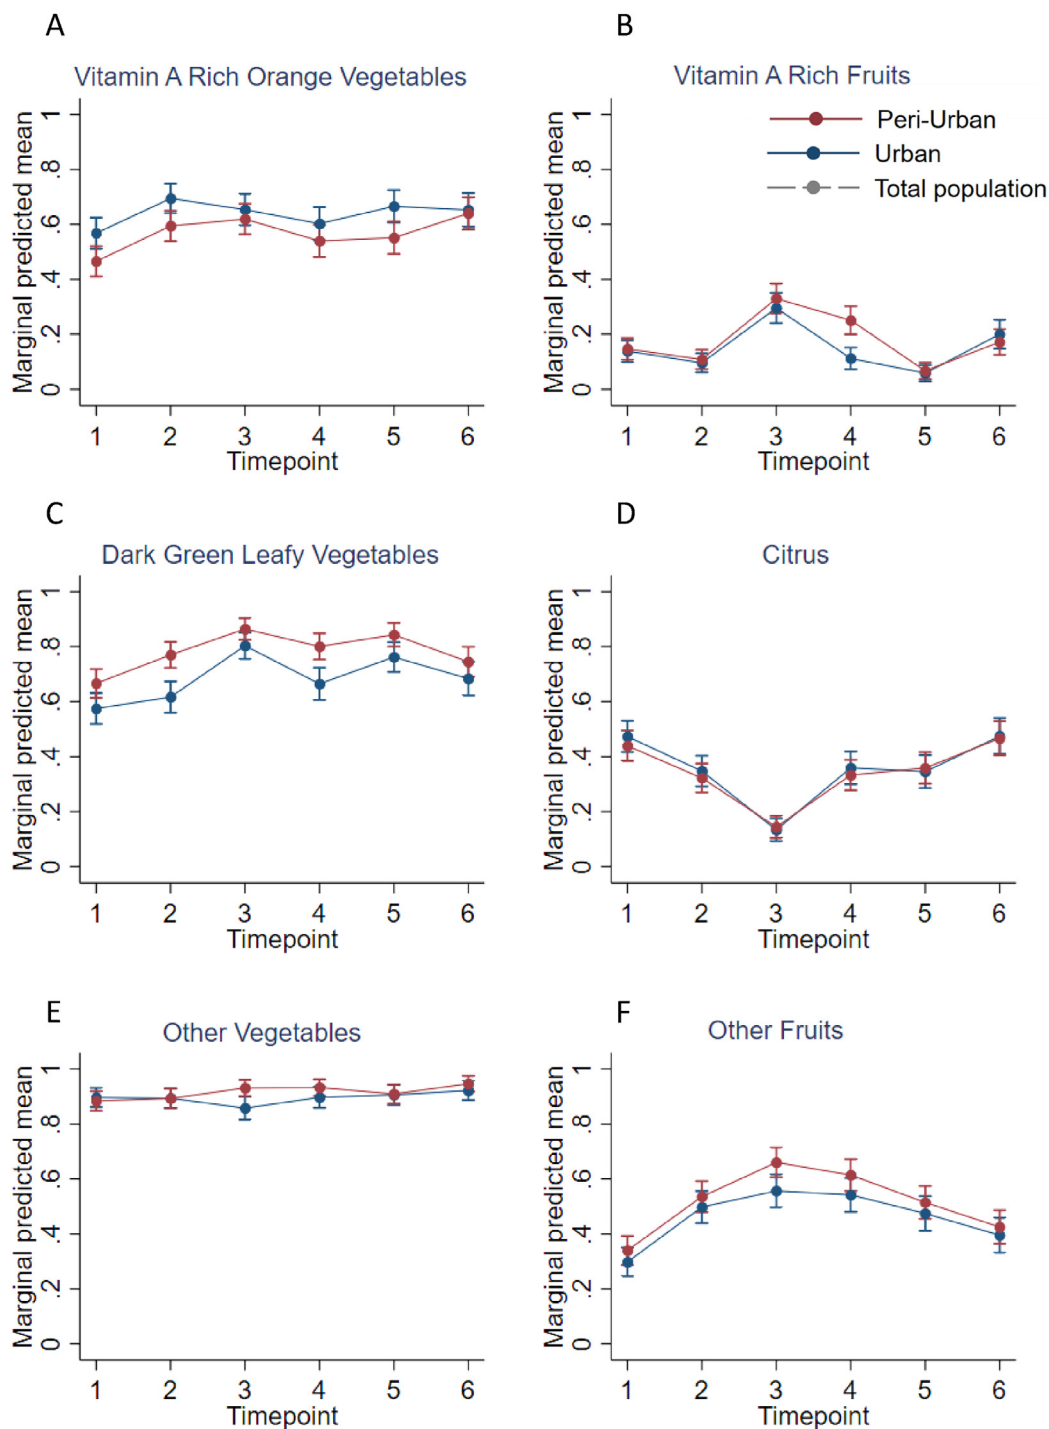 A
Vitamin A Rich Orange Vegetables
Marginal predicted mean
1
.8
.6
.4
.2
0
1 2 3 4 5 6
Timepoint
B
Vitamin A Rich Fruits
Peri-Urban
Urban
Total population
Marginal predicted mean
1
.8
.6
.4
.2
0
1 2 3 4 5 6
Timepoint
C
Dark Green Leafy Vegetables
Marginal predicted mean
1
.8
.6
.4
.2
0
1 2 3 4 5 6
Timepoint
D
Citrus
Marginal predicted mean
1
.8
.6
.4
.2
0
1 2 3 4 5 6
Timepoint
E
Other Vegetables
Marginal predicted mean
1
.8
.6
.4
.2
0
1 2 3 4 5 6
Timepoint
F
Other Fruits
Marginal predicted mean
1
.8
.6
.4
.2
0
1 2 3 4 5 6
Timepoint